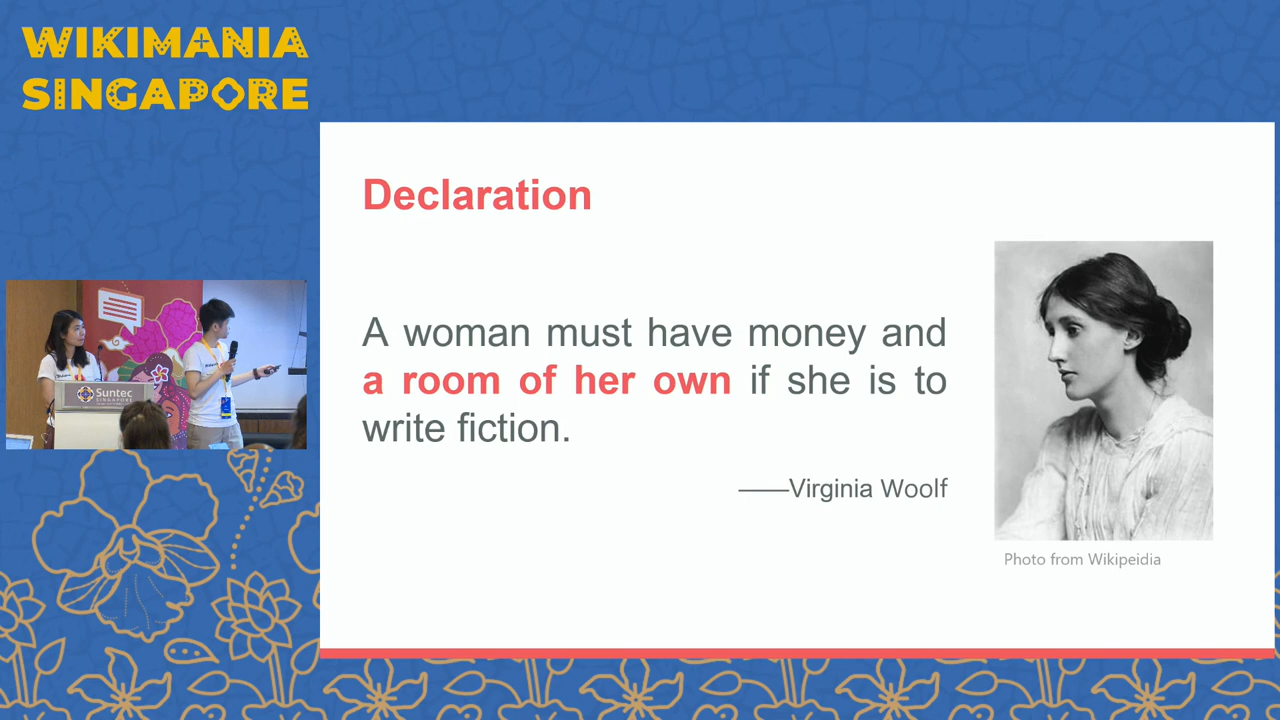 WIKIMANIA
SINGAPORE
Declaration
A woman must have money and
a room of her own if she is to
write fiction.
——Virginia Woolf
Photo from Wikipeidia
Suntec
SINGAPORE